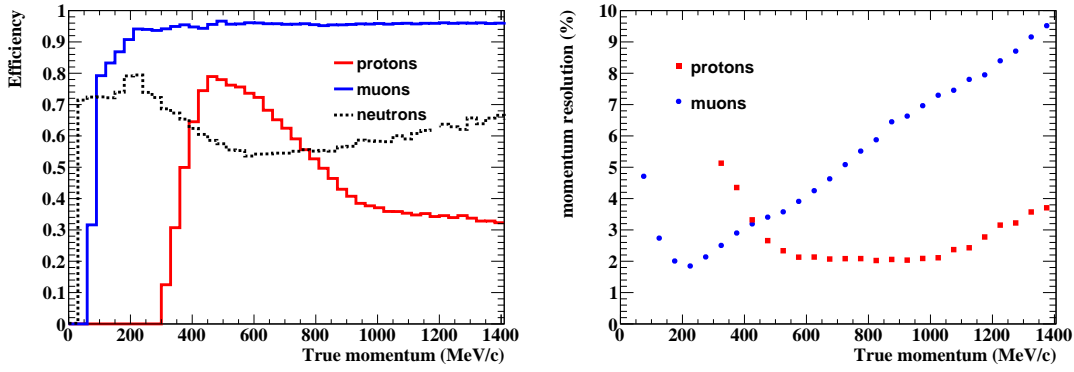 Efficiency
1
0.9
0.8
0.7
0.6
0.5
0.4
0.3
0.2
0.1
0
protons
muons
neutrons
0 200 400 600 800 1000 1200 1400
True momentum (MeV/c)
momentum resolution (%)
10
9
8
7
6
5
4
3
2
1
0
protons
muons
0 200 400 600 800 1000 1200 1400
True momentum (MeV/c)